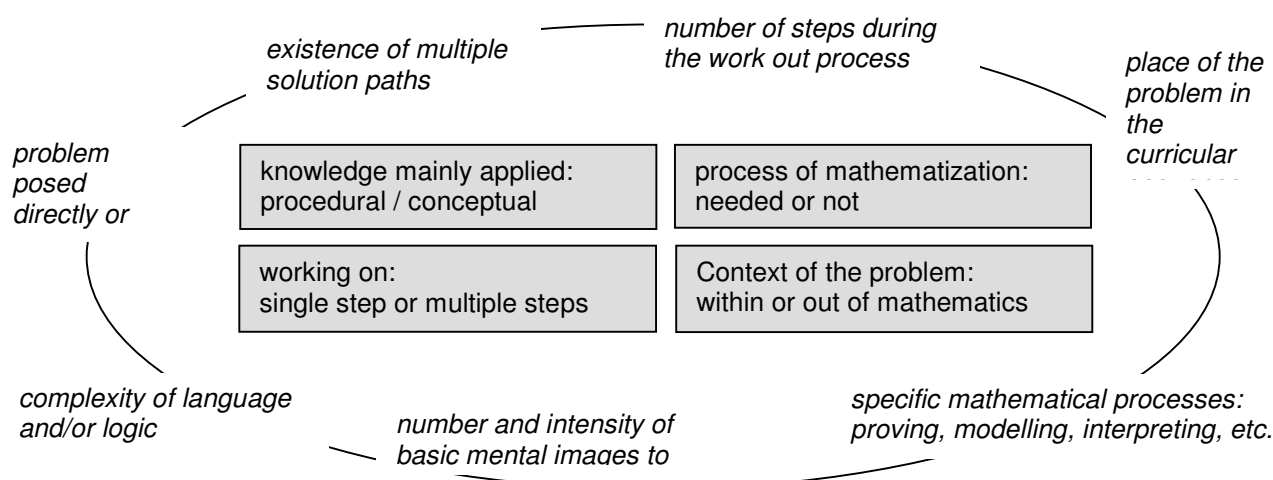 existence of multiple
solution paths
number of steps during
the work out process
place of the
problem in
the
curricular
problem
posed
directly or
knowledge mainly applied:
procedural / conceptual
process of mathematization:
needed or not
working on:
single step or multiple steps
Context of the problem:
within or out of mathematics
complexity of language
and/or logic
number and intensity of
basic mental images to
specific mathematical processes:
proving, modelling, interpreting, etc.